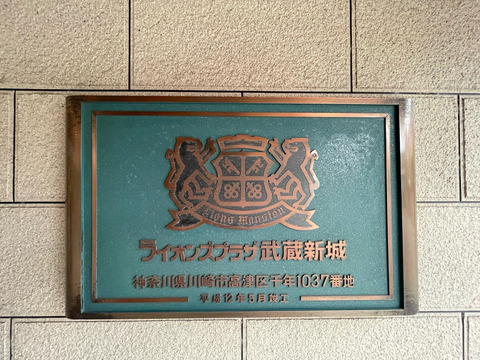 Lions Mansion
ライオンズプラザ武蔵新城
神奈川県川崎市高津区千年1037番地
平成12年5月施工